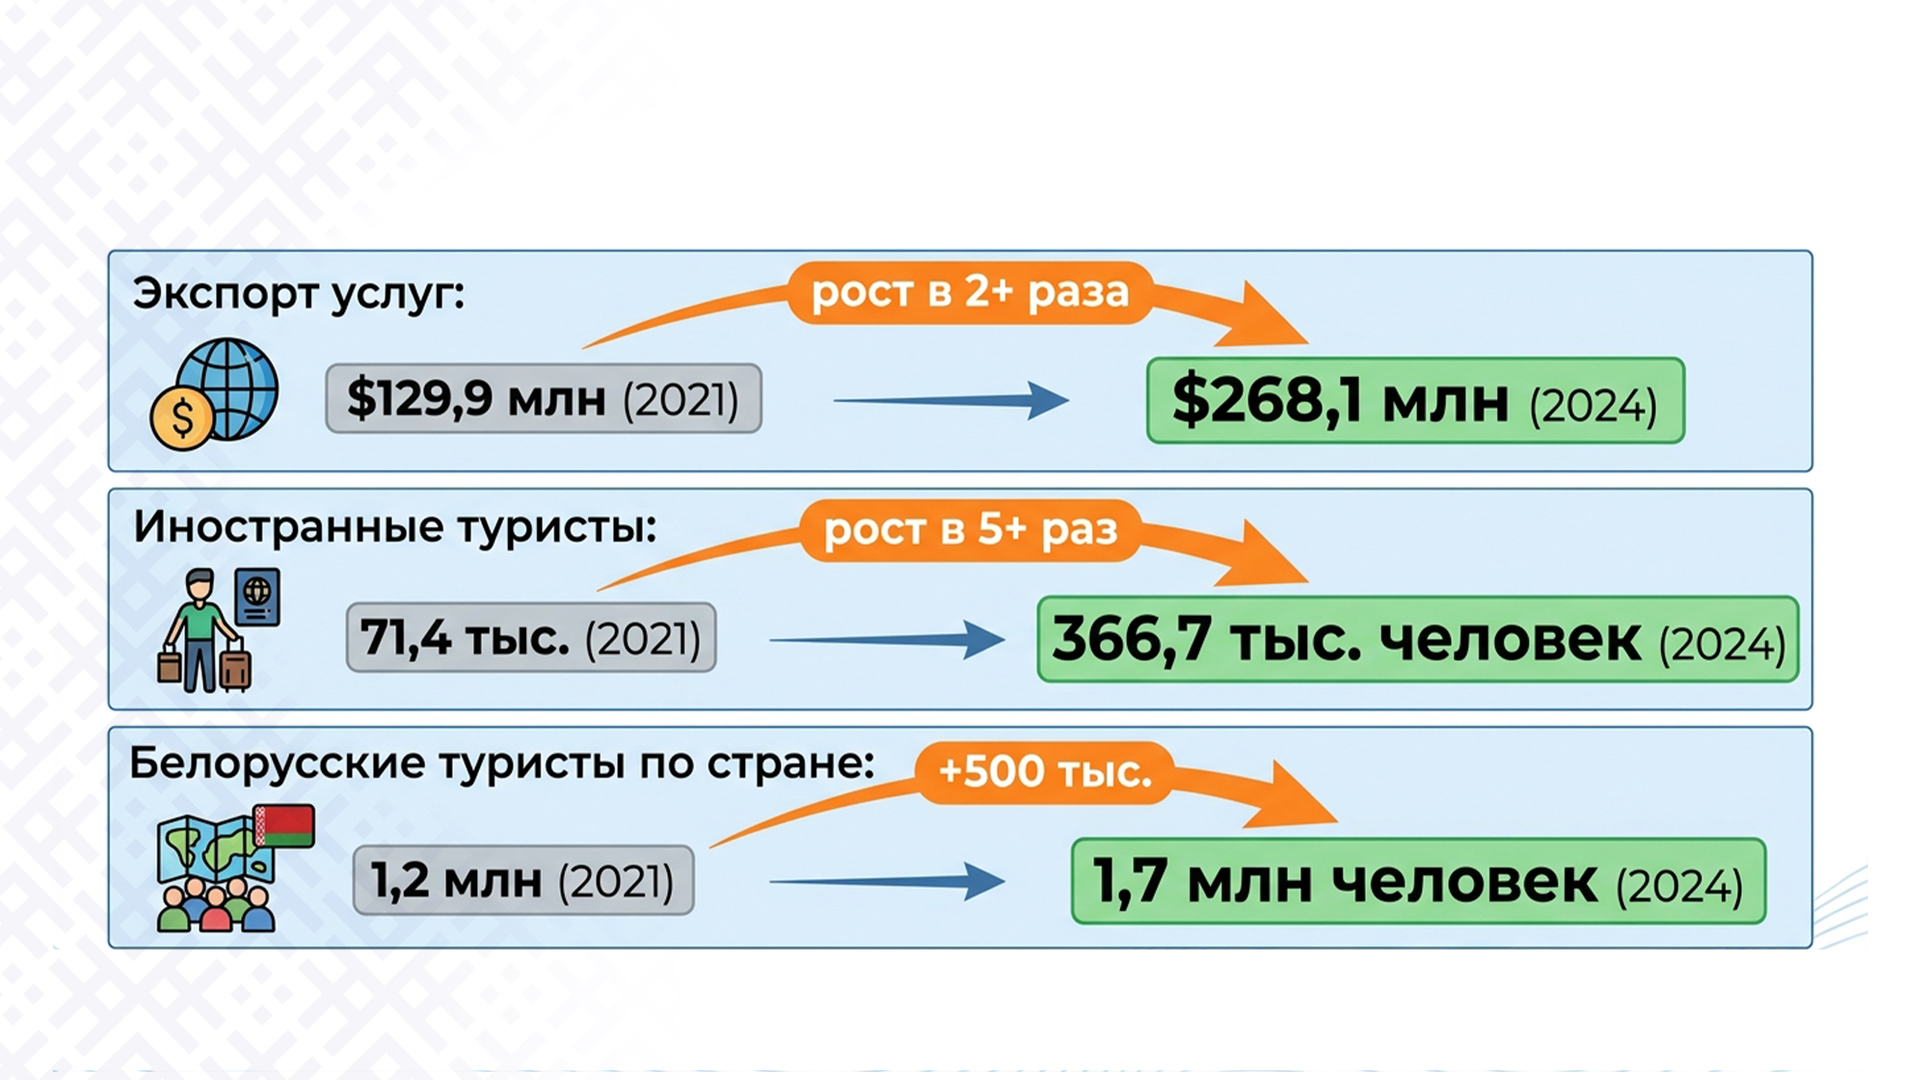 Экспорт услуг:
рост в 2+ раза
$129,9 млн (2021)
$268,1 млн (2024)
Иностранные туристы:
рост в 5+ раз
71,4 тыс. (2021)
366,7 тыс. человек (2024)
Белорусские туристы по стране:
+500 тыс.
1,2 млн (2021)
1,7 млн человек (2024)